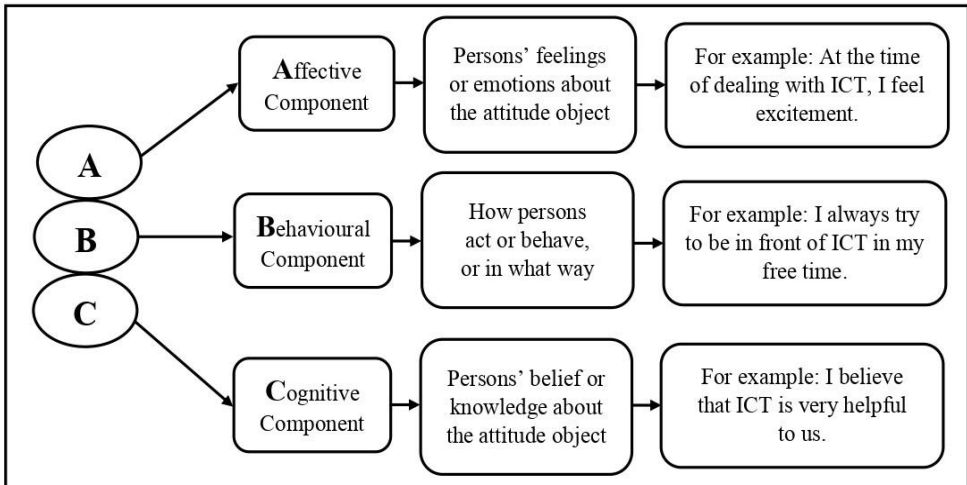 A
Affective
Component
Persons’ feelings
or emotions about
the attitude object
For example: At the time
of dealing with ICT, I feel
excitement.
B
Behavioural
Component
How persons
act or behave,
or in what way
For example: I always try
to be in front of ICT in my
free time.
C
Cognitive
Component
Persons’ belief or
knowledge about
the attitude object
For example: I believe
that ICT is very helpful
to us.